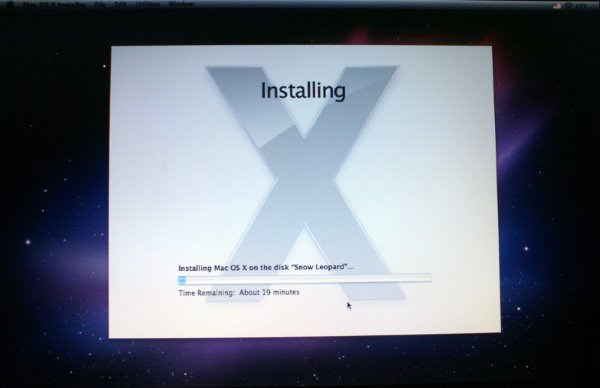 Mac OS X Installer File Edit Utilities Window
Installing
Installing Mac OS X on the disk “Snow Leopard”...
Time Remaining: About 19 minutes